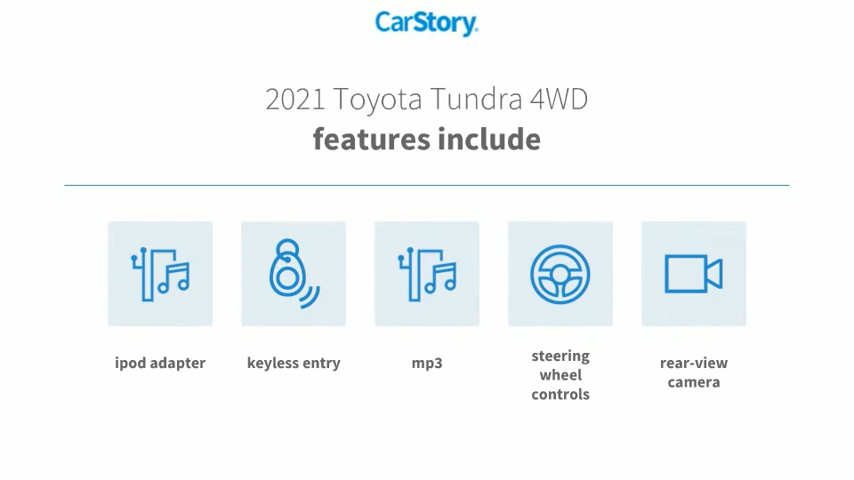 CarStory.
2021 Toyota Tundra 4WD
features include
ipod adapter
keyless entry
mp3
steering
wheel
controls
rear-view
camera